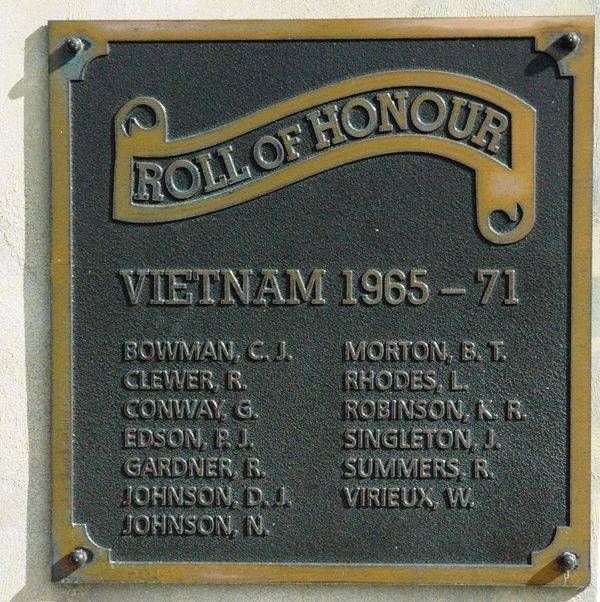 ROLL OF HONOUR
VIETNAM 1965 – 71
BOWMAN, C. J.
CLEWER, R.
CONWAY, G.
EDSON, P. J.
GARDNER, R.
JOHNSON, D. J.
JOHNSON, N.
MORTON, B. T.
RHODES, L.
ROBINSON, K. R.
SINGLETON, J.
SUMMERS, R.
VIRIEUX, W.